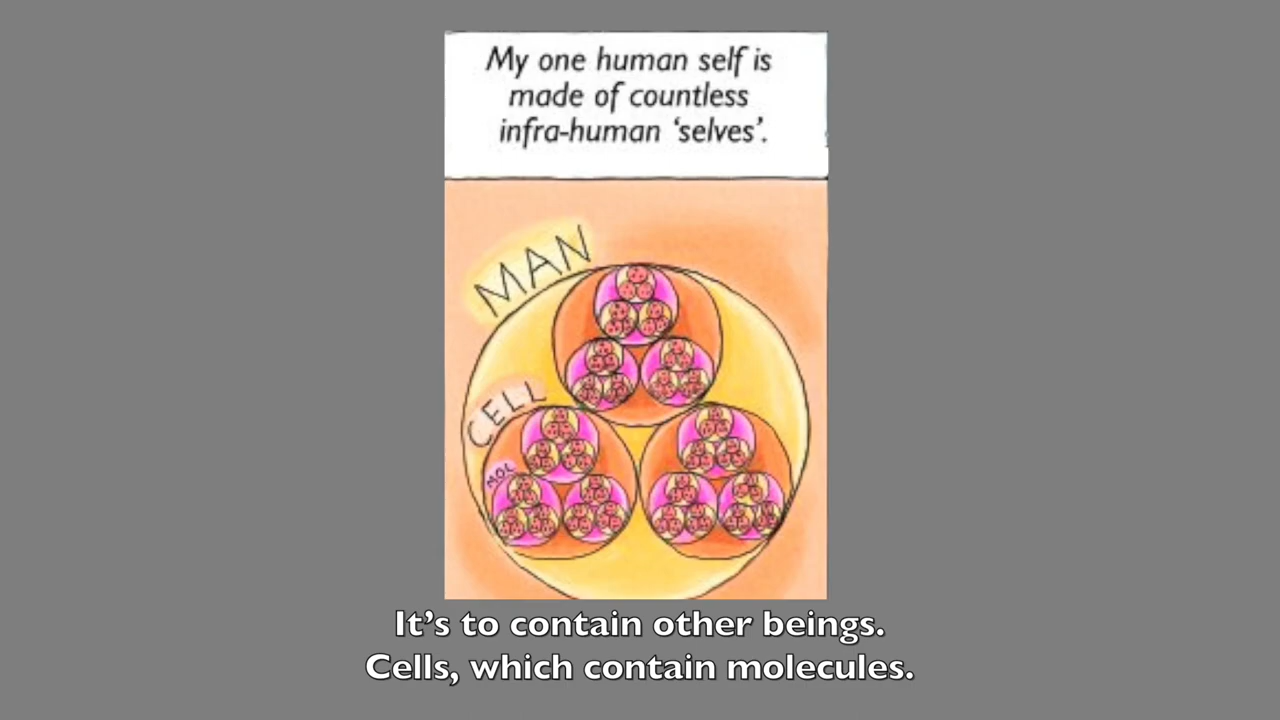 My one human self is
made of countless
infra-human ‘selves’.
MAN
CELL
MOL
It’s to contain other beings.
Cells, which contain molecules.